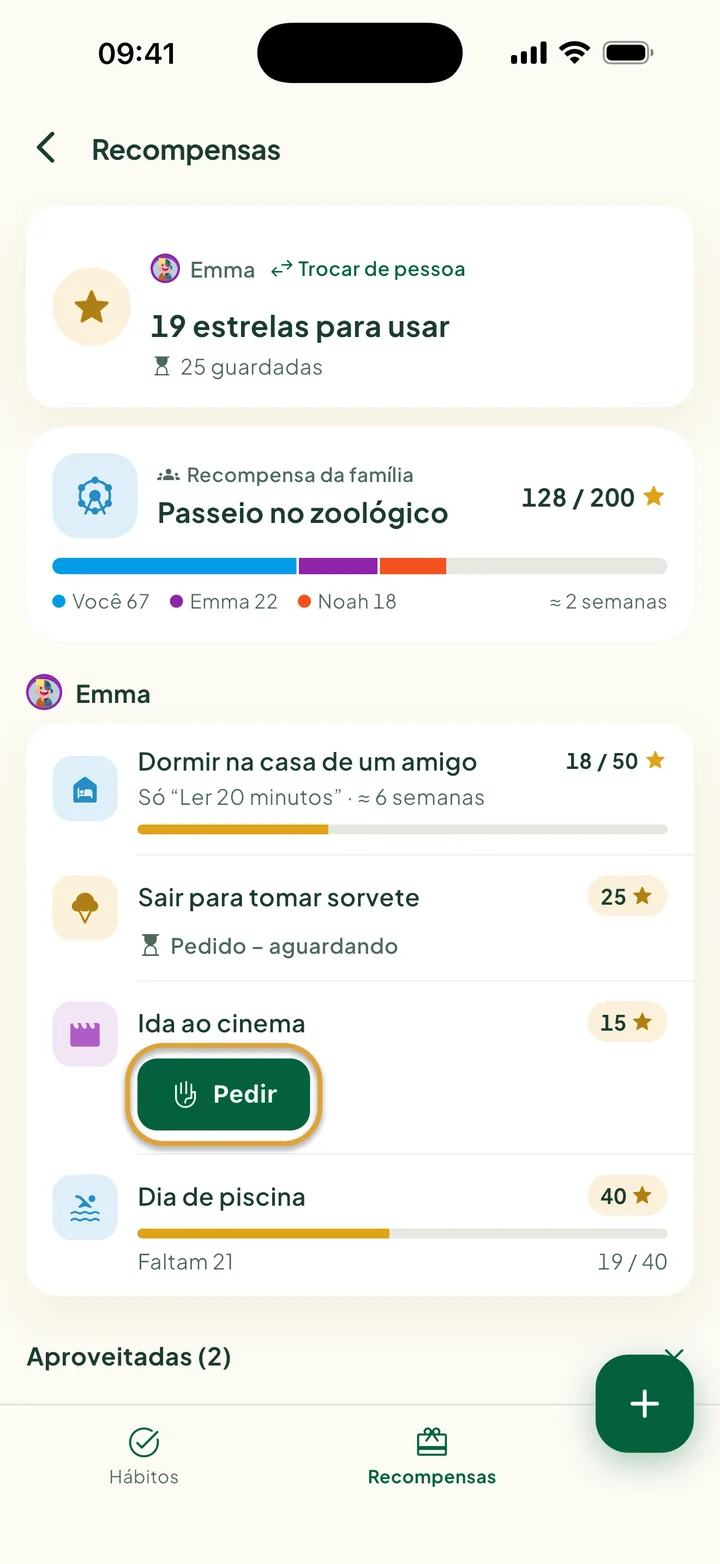 09:41
Recompensas
Emma Trocar de pessoa
19 estrelas para usar
25 guardadas
Recompensa da família
Passeio no zoológico
128 / 200
Você 67 Emma 22 Noah 18 ≈ 2 semanas
Emma
Dormir na casa de um amigo 18 / 50
Só “Ler 20 minutos” · ≈ 6 semanas
Sair para tomar sorvete 25
Pedido – aguardando
Ida ao cinema 15
Pedir
Dia de piscina 40
Faltam 21 19 / 40
Aproveitadas (2)
Hábitos Recompensas